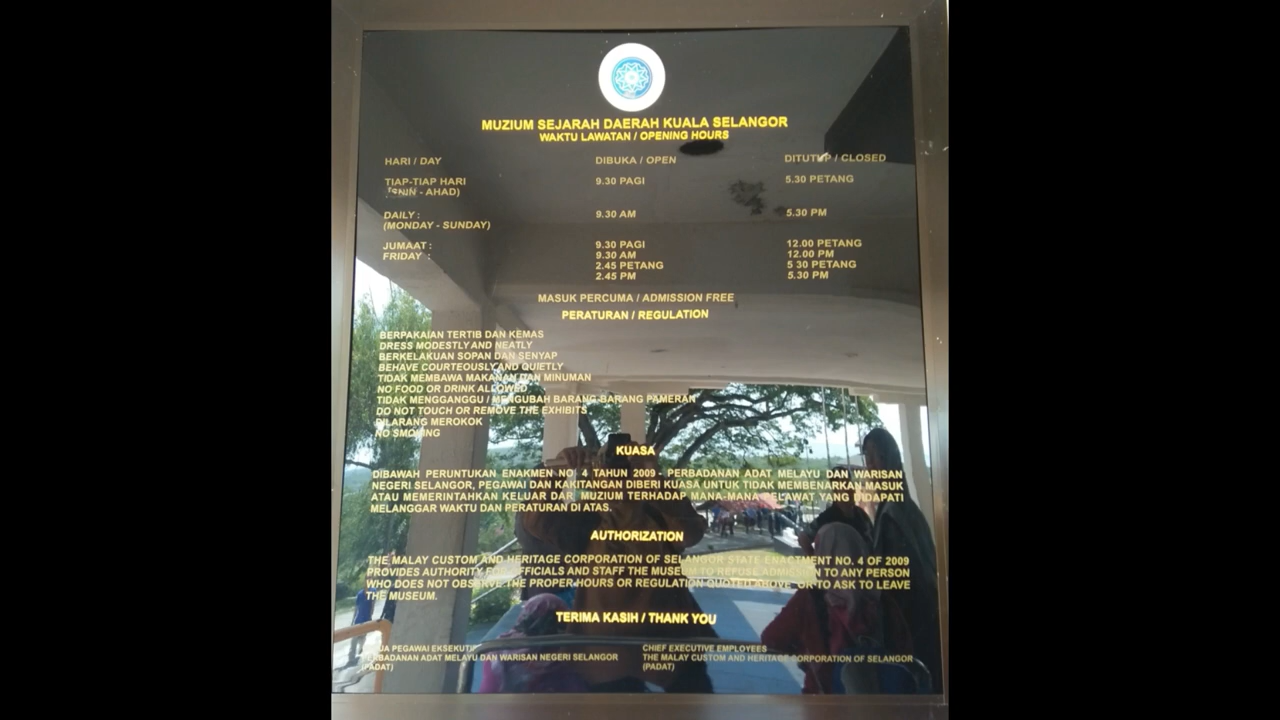 MUZIUM SEJARAH DAERAH KUALA SELANGOR
WAKTU LAWATAN / OPENING HOURS
HARI / DAY DIBUKA / OPEN DITUTUP / CLOSED
TIAP-TIAP HARI 9.30 PAGI 5.30 PETANG
(ISNIN - AHAD)
DAILY : 9.30 AM 5.30 PM
(MONDAY - SUNDAY)
JUMAAT : 9.30 PAGI 12.00 PETANG
FRIDAY : 9.30 AM 12.00 PM
2.45 PETANG 5 30 PETANG
2.45 PM 5.30 PM
MASUK PERCUMA / ADMISSION FREE
PERATURAN / REGULATION
BERPAKAIAN TERTIB DAN KEMAS
DRESS MODESTLY AND NEATLY
BERKELAKUAN SOPAN DAN SENYAP
BEHAVE COURTEOUSLY AND QUIETLY
TIDAK MEMBAWA MAKANAN DAN MINUMAN
NO FOOD OR DRINK ALLOWED
TIDAK MENGGANGGU / MENGUBAH BARANG-BARANG PAMERAN
DO NOT TOUCH OR REMOVE THE EXHIBITS
DILARANG MEROKOK
NO SMOKING
KUASA
DIBAWAH PERUNTUKAN ENAKMEN NO. 4 TAHUN 2009 - PERBADANAN ADAT MELAYU DAN WARISAN
NEGERI SELANGOR, PEGAWAI DAN KAKITANGAN DIBERI KUASA UNTUK TIDAK MEMBENARKAN MASUK
ATAU MEMERINTAHKAN KELUAR DARI MUZIUM TERHADAP MANA-MANA PELAWAT YANG DIDAPATI
MELANGGAR WAKTU DAN PERATURAN DI ATAS.
AUTHORIZATION
THE MALAY CUSTOM AND HERITAGE CORPORATION OF SELANGOR STATE ENACTMENT NO. 4 OF 2009
PROVIDES AUTHORITY FOR OFFICIALS AND STAFF THE MUSEUM TO REFUSE ADMISSION TO ANY PERSON
WHO DOES NOT OBSERVE THE PROPER HOURS OR REGULATION QUOTED ABOVE OR TO ASK TO LEAVE
THE MUSEUM.
TERIMA KASIH / THANK YOU
PEGAWAI EKSEKUTIF CHIEF EXECUTIVE EMPLOYEES
PERBADANAN ADAT MELAYU DAN WARISAN NEGERI SELANGOR THE MALAY CUSTOM AND HERITAGE CORPORATION OF SELANGOR
(PADAT) (PADAT)